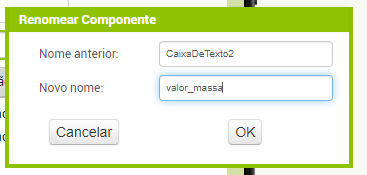 Renomear Componente
Nome anterior: CaixaDeTexto2
Novo nome: valor_massa
Cancelar OK